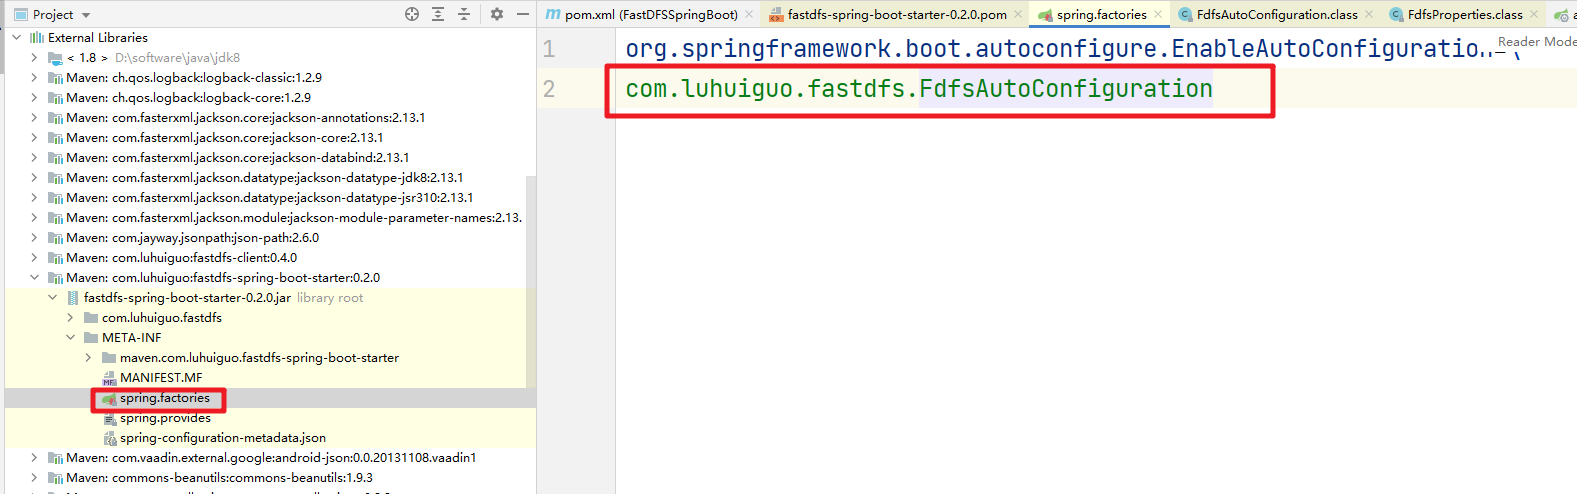 Project
pom.xml (FastDFSSpringBoot)
fastdfs-spring-boot-starter-0.2.0.pom
spring.factories
FdfsAutoConfiguration.class
FdfsProperties.class
External Libraries
< 1.8 > D:\software\java\jdk8
Maven: ch.qos.logback:logback-classic:1.2.9
Maven: ch.qos.logback:logback-core:1.2.9
Maven: com.fasterxml.jackson.core:jackson-annotations:2.13.1
Maven: com.fasterxml.jackson.core:jackson-core:2.13.1
Maven: com.fasterxml.jackson.core:jackson-databind:2.13.1
Maven: com.fasterxml.jackson.datatype:jackson-datatype-jdk8:2.13.1
Maven: com.fasterxml.jackson.datatype:jackson-datatype-jsr310:2.13.1
Maven: com.fasterxml.jackson.module:jackson-module-parameter-names:2.13.
Maven: com.jayway.jsonpath:json-path:2.6.0
Maven: com.luhuiguo:fastdfs-client:0.4.0
Maven: com.luhuiguo:fastdfs-spring-boot-starter:0.2.0
fastdfs-spring-boot-starter-0.2.0.jar library root
com.luhuiguo.fastdfs
META-INF
maven.com.luhuiguo.fastdfs-spring-boot-starter
MANIFEST.MF
spring.factories
spring.provides
spring-configuration-metadata.json
Maven: com.vaadin.external.google:android-json:0.0.20131108.vaadin1
Maven: commons-beanutils:commons-beanutils:1.9.3
1 org.springframework.boot.autoconfigure.EnableAutoConfiguration=\
Reader Mode
2 com.luhuiguo.fastdfs.FdfsAutoConfiguration